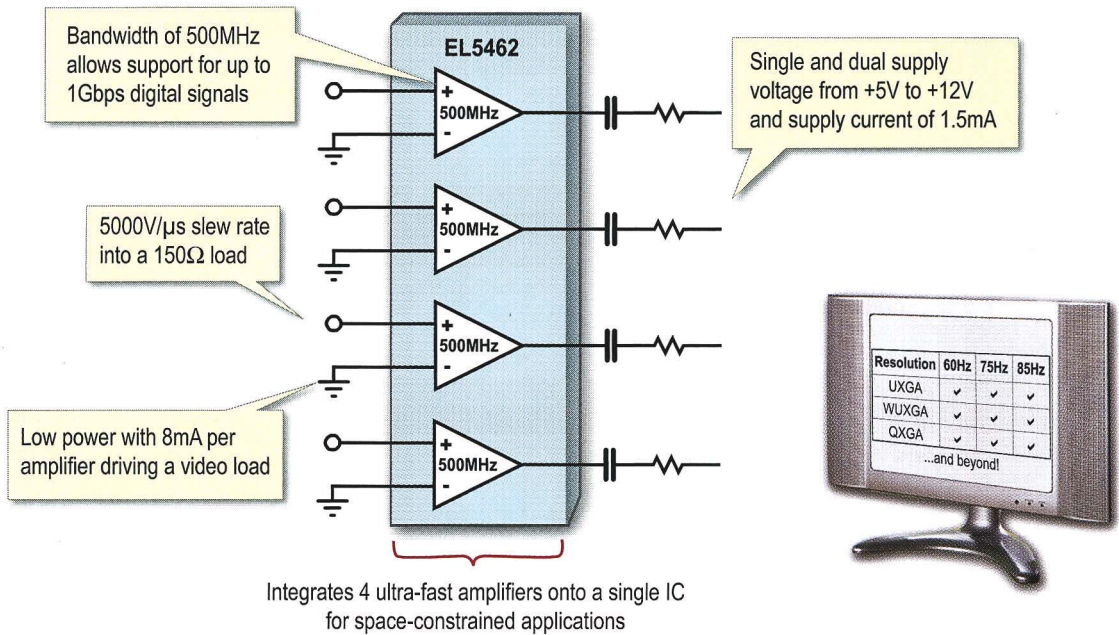 Bandwidth of 500MHz
allows support for up to
1Gbps digital signals
EL5462
Single and dual supply
voltage from +5V to +12V
and supply current of 1.5mA
+
500MHz
-
5000V/µs slew rate
into a 150Ω load
+
500MHz
-
+
500MHz
-
Low power with 8mA per
amplifier driving a video load
+
500MHz
-
Resolution 60Hz 75Hz 85Hz
UXGA ✓ ✓ ✓
WUXGA ✓ ✓ ✓
QXGA ✓ ✓ ✓
...and beyond!
Integrates 4 ultra-fast amplifiers onto a single IC
for space-constrained applications